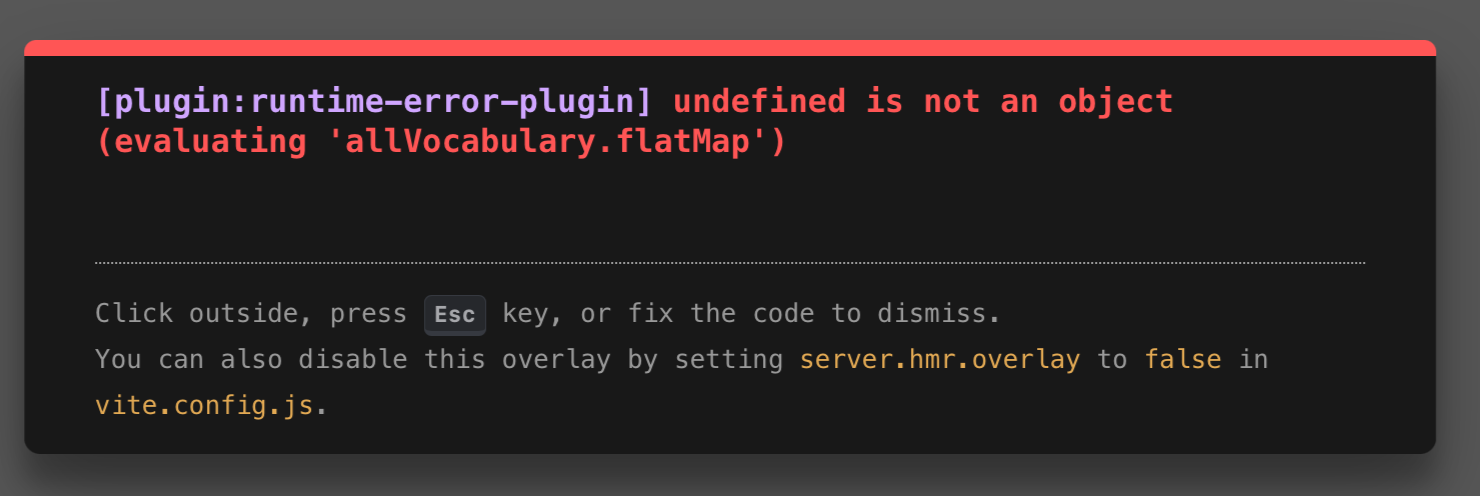 [plugin:runtime-error-plugin] undefined is not an object
(evaluating 'allVocabulary.flatMap')
Click outside, press Esc key, or fix the code to dismiss.
You can also disable this overlay by setting server.hmr.overlay to false in
vite.config.js.